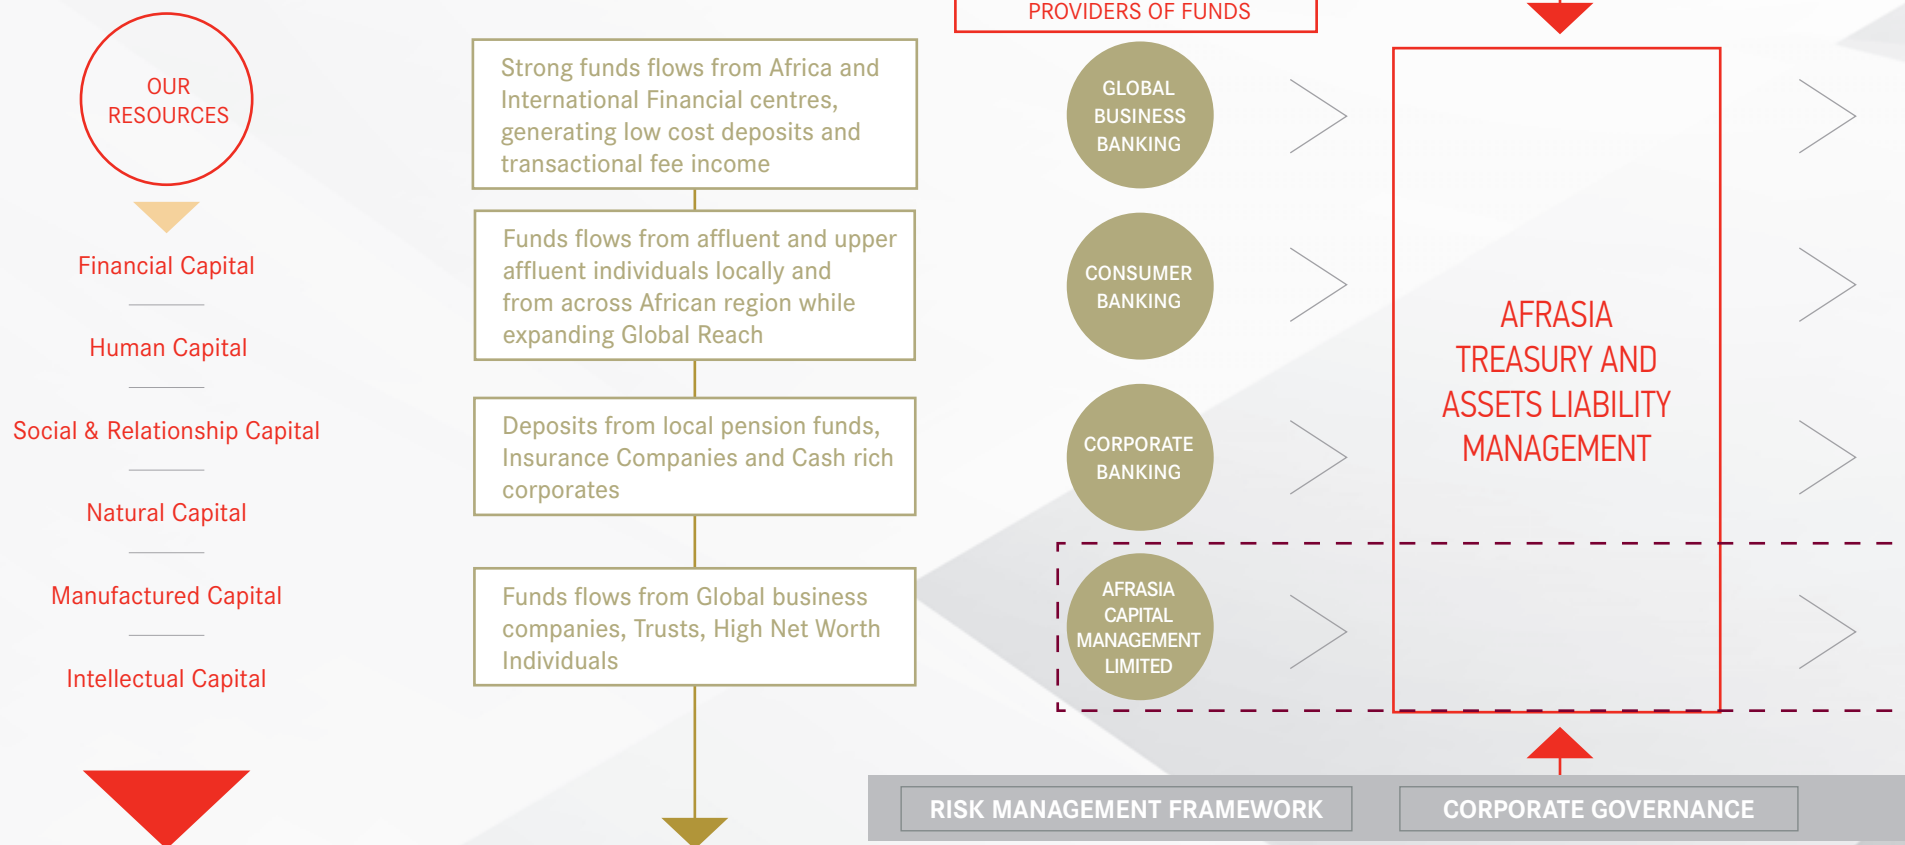 PROVIDERS OF FUNDS
OUR
RESOURCES
Financial Capital
Human Capital
Social & Relationship Capital
Natural Capital
Manufactured Capital
Intellectual Capital
Strong funds flows from Africa and
International Financial centres,
generating low cost deposits and
transactional fee income
Funds flows from affluent and upper
affluent individuals locally and
from across African region while
expanding Global Reach
Deposits from local pension funds,
Insurance Companies and Cash rich
corporates
Funds flows from Global business
companies, Trusts, High Net Worth
Individuals
GLOBAL
BUSINESS
BANKING
CONSUMER
BANKING
CORPORATE
BANKING
AFRASIA
CAPITAL
MANAGEMENT
LIMITED
AFRASIA
TREASURY AND
ASSETS LIABILITY
MANAGEMENT
RISK MANAGEMENT FRAMEWORK
CORPORATE GOVERNANCE